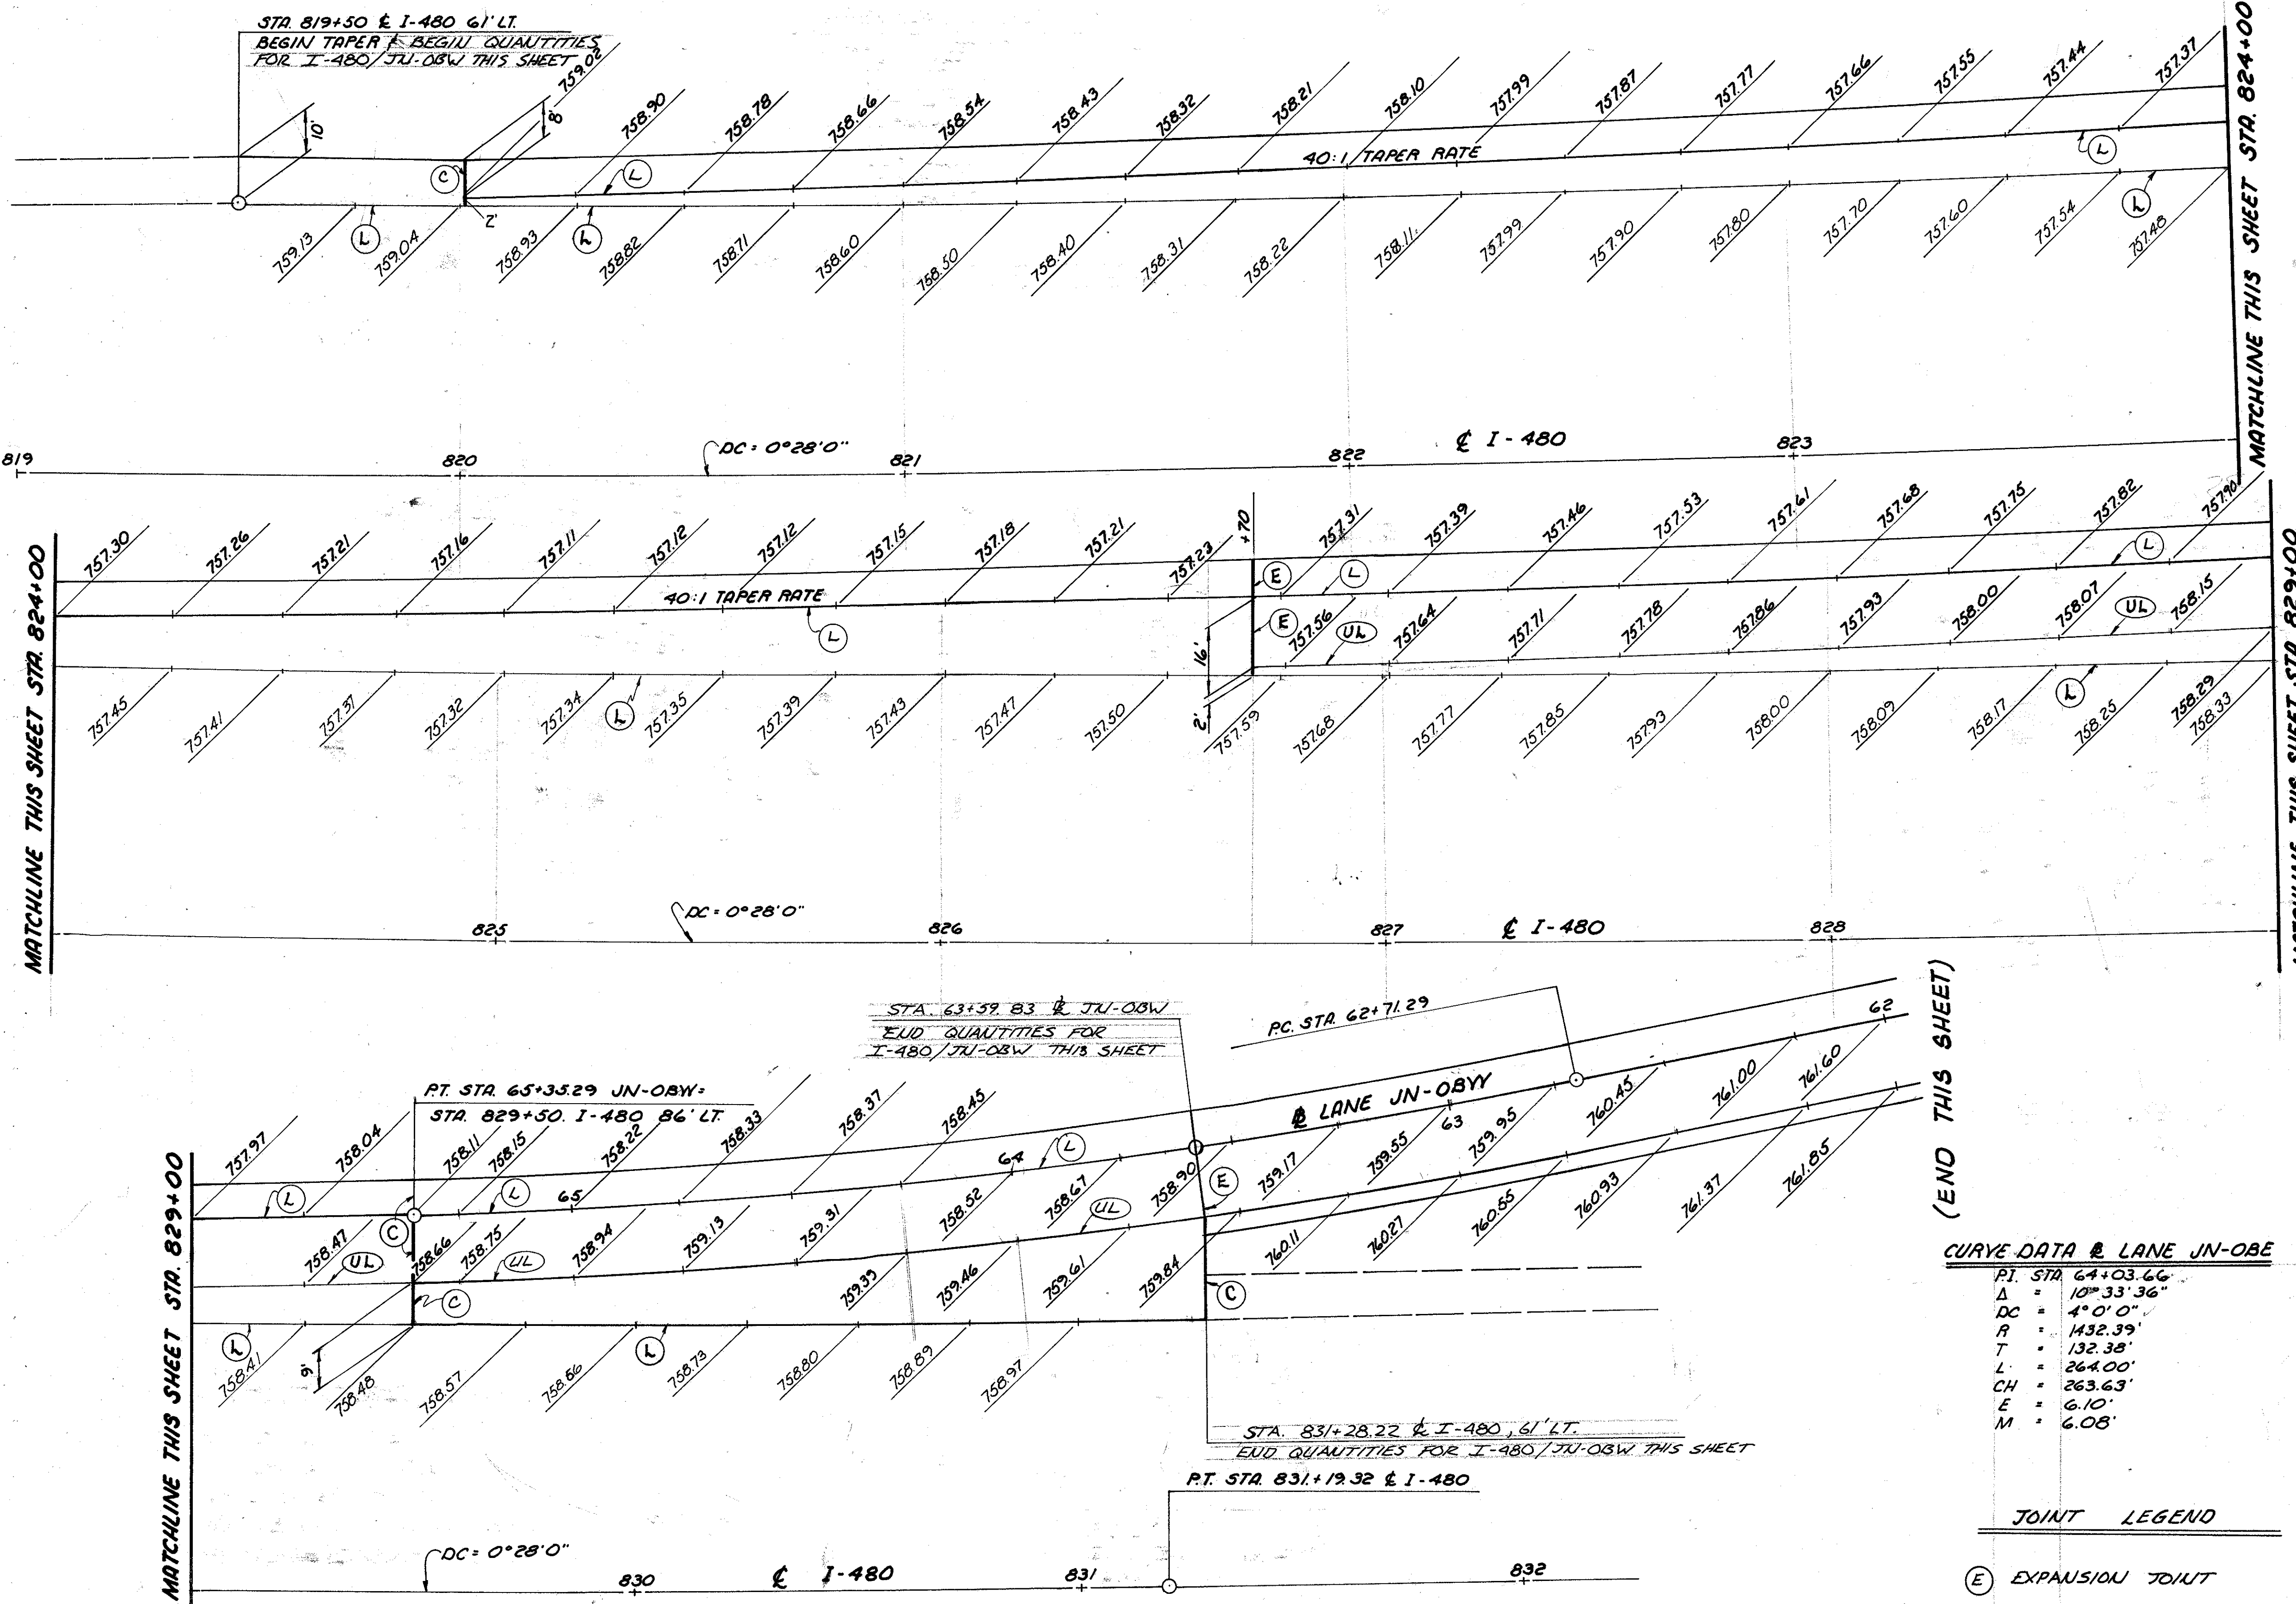 STA. 819+50 ℄ I-480 61' LT.
BEGIN TAPER & BEGIN QUANTITIES
FOR I-480/JN-OBW THIS SHEET
10'
8'
2'
759.02
758.90
758.78
758.66
758.54
758.43
758.32
758.21
758.10
757.99
757.87
757.77
757.66
757.55
757.44
757.37
C
L
40:1 TAPER RATE
L
759.13
L
759.04
758.93
L
758.82
758.71
758.60
758.50
758.40
758.31
758.22
758.11
757.99
757.90
757.80
757.70
757.60
757.54
L
757.48
MATCHLINE THIS SHEET STA. 824+00
819
820
DC = 0°28'0"
821
822
℄ I-480
823
MATCHLINE THIS SHEET STA. 824+00
757.30
757.26
757.21
757.16
757.11
757.12
757.12
757.15
757.18
757.21
757.23
+70
757.31
757.39
757.46
757.53
757.61
757.68
757.75
757.82
757.90
40:1 TAPER RATE
L
E
L
L
E
16'
2'
757.56
UL
757.64
757.71
757.78
757.86
757.93
758.00
758.07
UL
758.15
757.45
757.41
757.37
757.32
757.34
L
757.35
757.39
757.43
757.47
757.50
757.59
757.68
757.77
757.85
757.93
758.00
758.09
758.17
L
758.25
758.29
758.33
MATCHLINE THIS SHEET STA. 829+00
825
DC = 0°28'0"
826
827
℄ I-480
828
STA. 63+59.83 ⅊ JN-OBW
END QUANTITIES FOR
I-480/JN-OBW THIS SHEET
P.C. STA. 62+71.29
62
(END THIS SHEET)
P.T. STA. 65+35.29 JN-OBW=
STA. 829+50. I-480 86' LT.
MATCHLINE THIS SHEET STA. 829+00
757.97
758.04
758.11
758.15
758.22
758.33
758.37
758.45
L
L
65
64
L
⅊ LANE JN-OBW
63
758.52
758.67
758.90
E
759.17
759.55
759.95
760.45
761.00
761.60
C
758.47
UL
758.66
758.75
UL
758.94
759.13
759.31
UL
C
759.39
759.46
759.61
759.84
C
760.11
760.27
760.55
760.93
761.37
761.85
L
9'
758.41
758.48
758.57
758.66
L
758.73
758.80
758.89
758.97
STA. 831+28.22 ℄ I-480, 61' LT.
END QUANTITIES FOR I-480/JN-OBW THIS SHEET
P.T. STA. 831+19.32 ℄ I-480
DC = 0°28'0"
830
℄ I-480
831
832
CURVE DATA ⅊ LANE JN-OBE
P.I. STA 64+03.66
Δ = 10°33'36"
DC = 4°0'0"
R = 1432.39'
T = 132.38'
L = 264.00'
CH = 263.63'
E = 6.10'
M = 6.08'
JOINT LEGEND
E EXPANSION JOINT